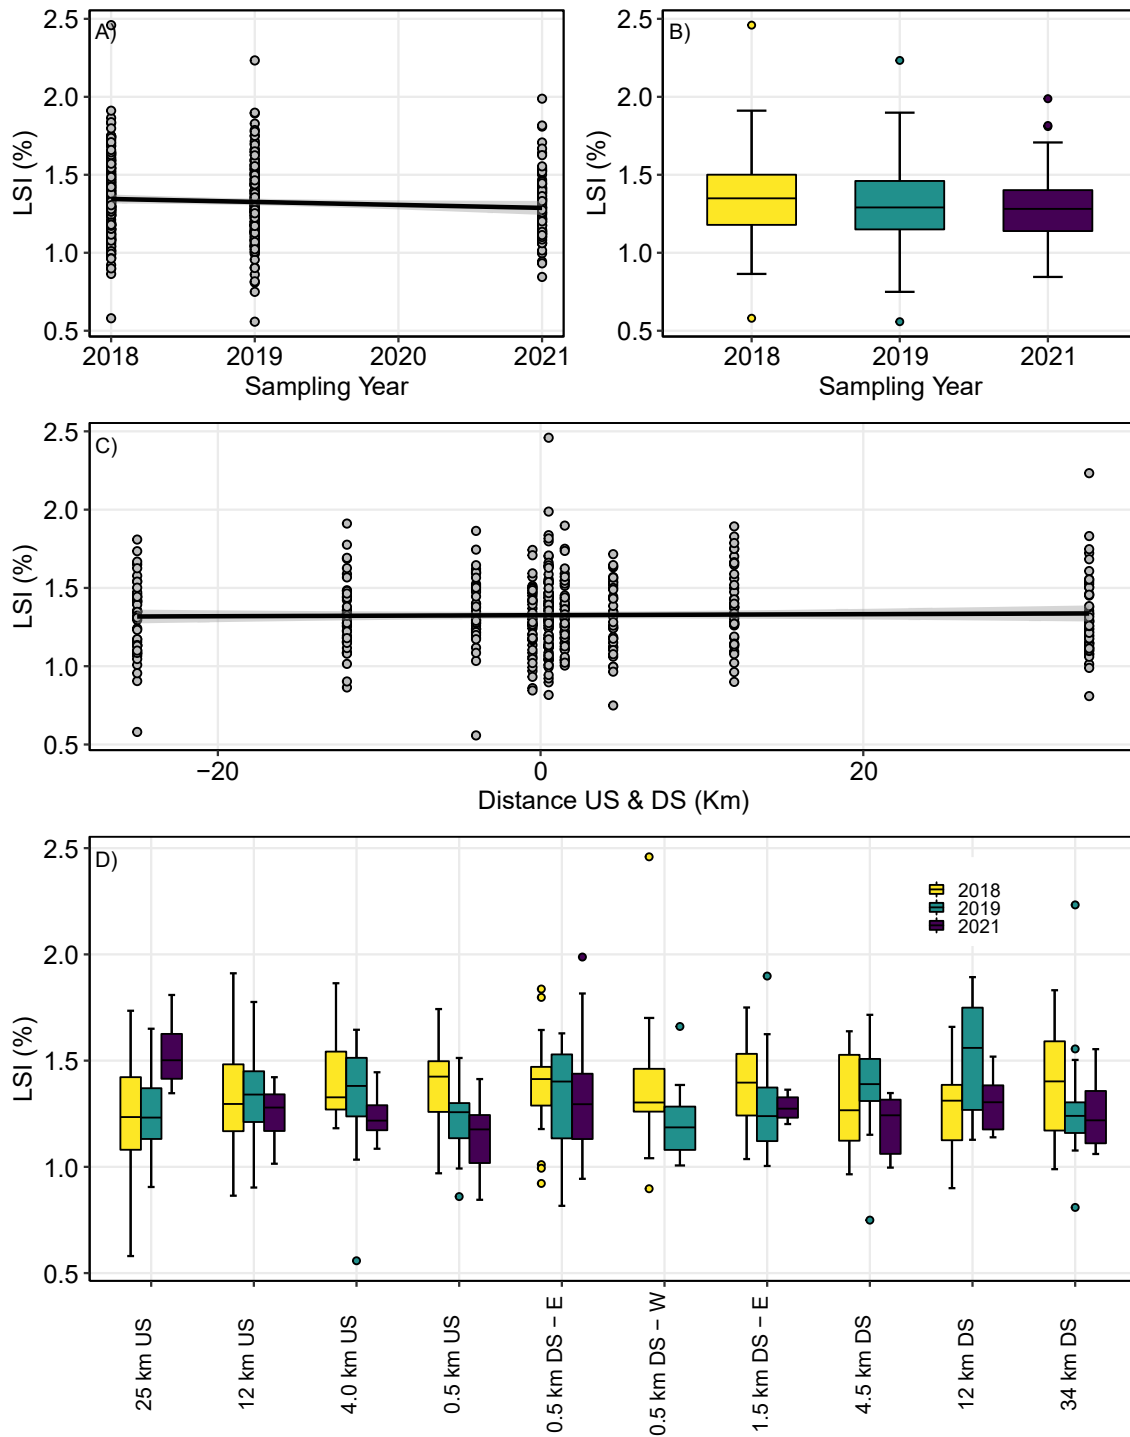 A)
2.5
2.0
1.5
1.0
0.5
LSI (%)
2018 2019 2020 2021
Sampling Year
B)
2.5
2.0
1.5
1.0
0.5
LSI (%)
2018 2019 2021
Sampling Year
C)
2.5
2.0
1.5
1.0
0.5
LSI (%)
−20 0 20
Distance US & DS (Km)
D)
2.5
2.0
1.5
1.0
0.5
LSI (%)
2018
2019
2021
25 km US
12 km US
4.0 km US
0.5 km US
0.5 km DS − E
0.5 km DS − W
1.5 km DS − E
4.5 km DS
12 km DS
34 km DS